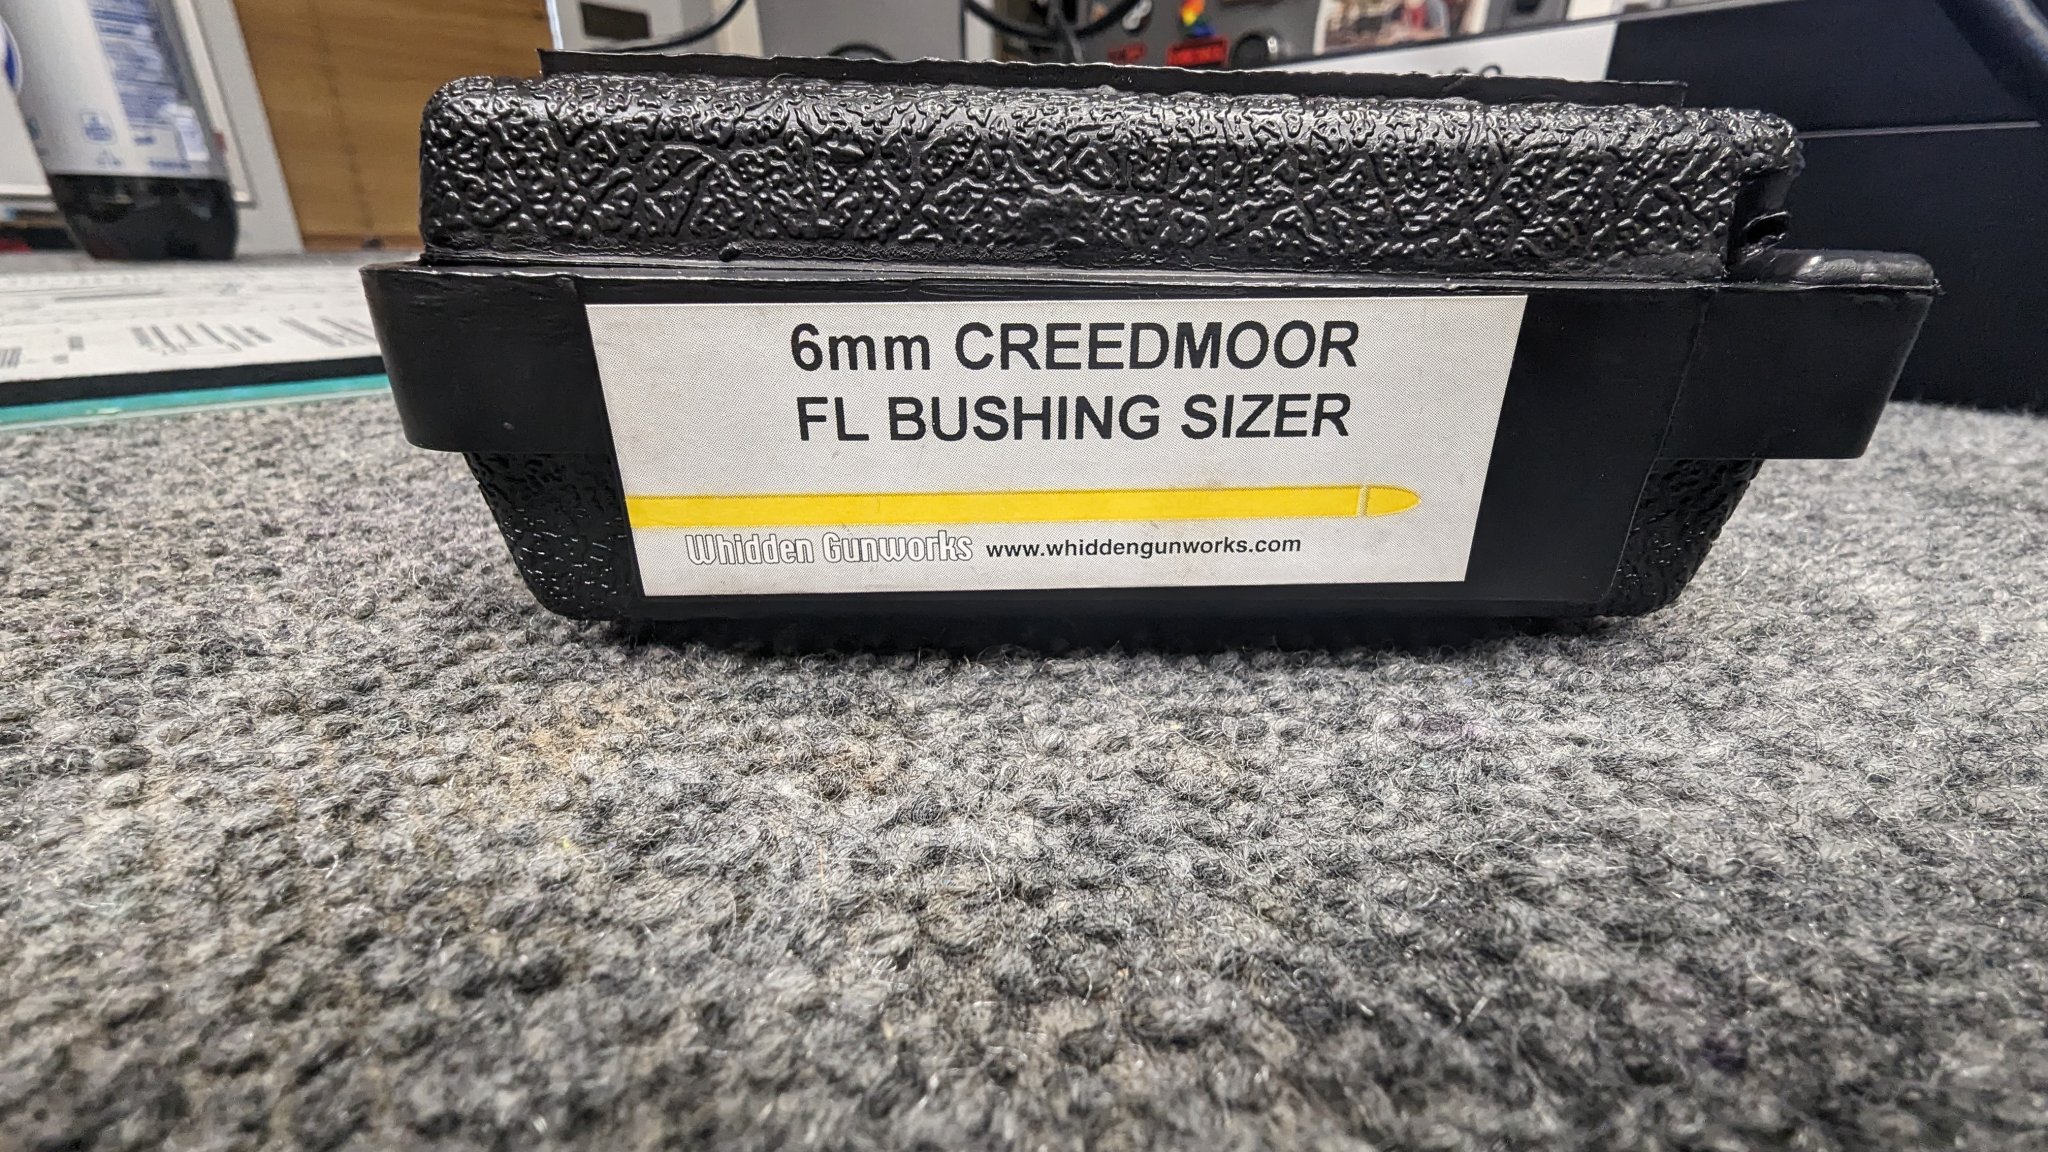 6mm CREEDMOOR
FL BUSHING SIZER
Whidden Gunworks www.whiddengunworks.com